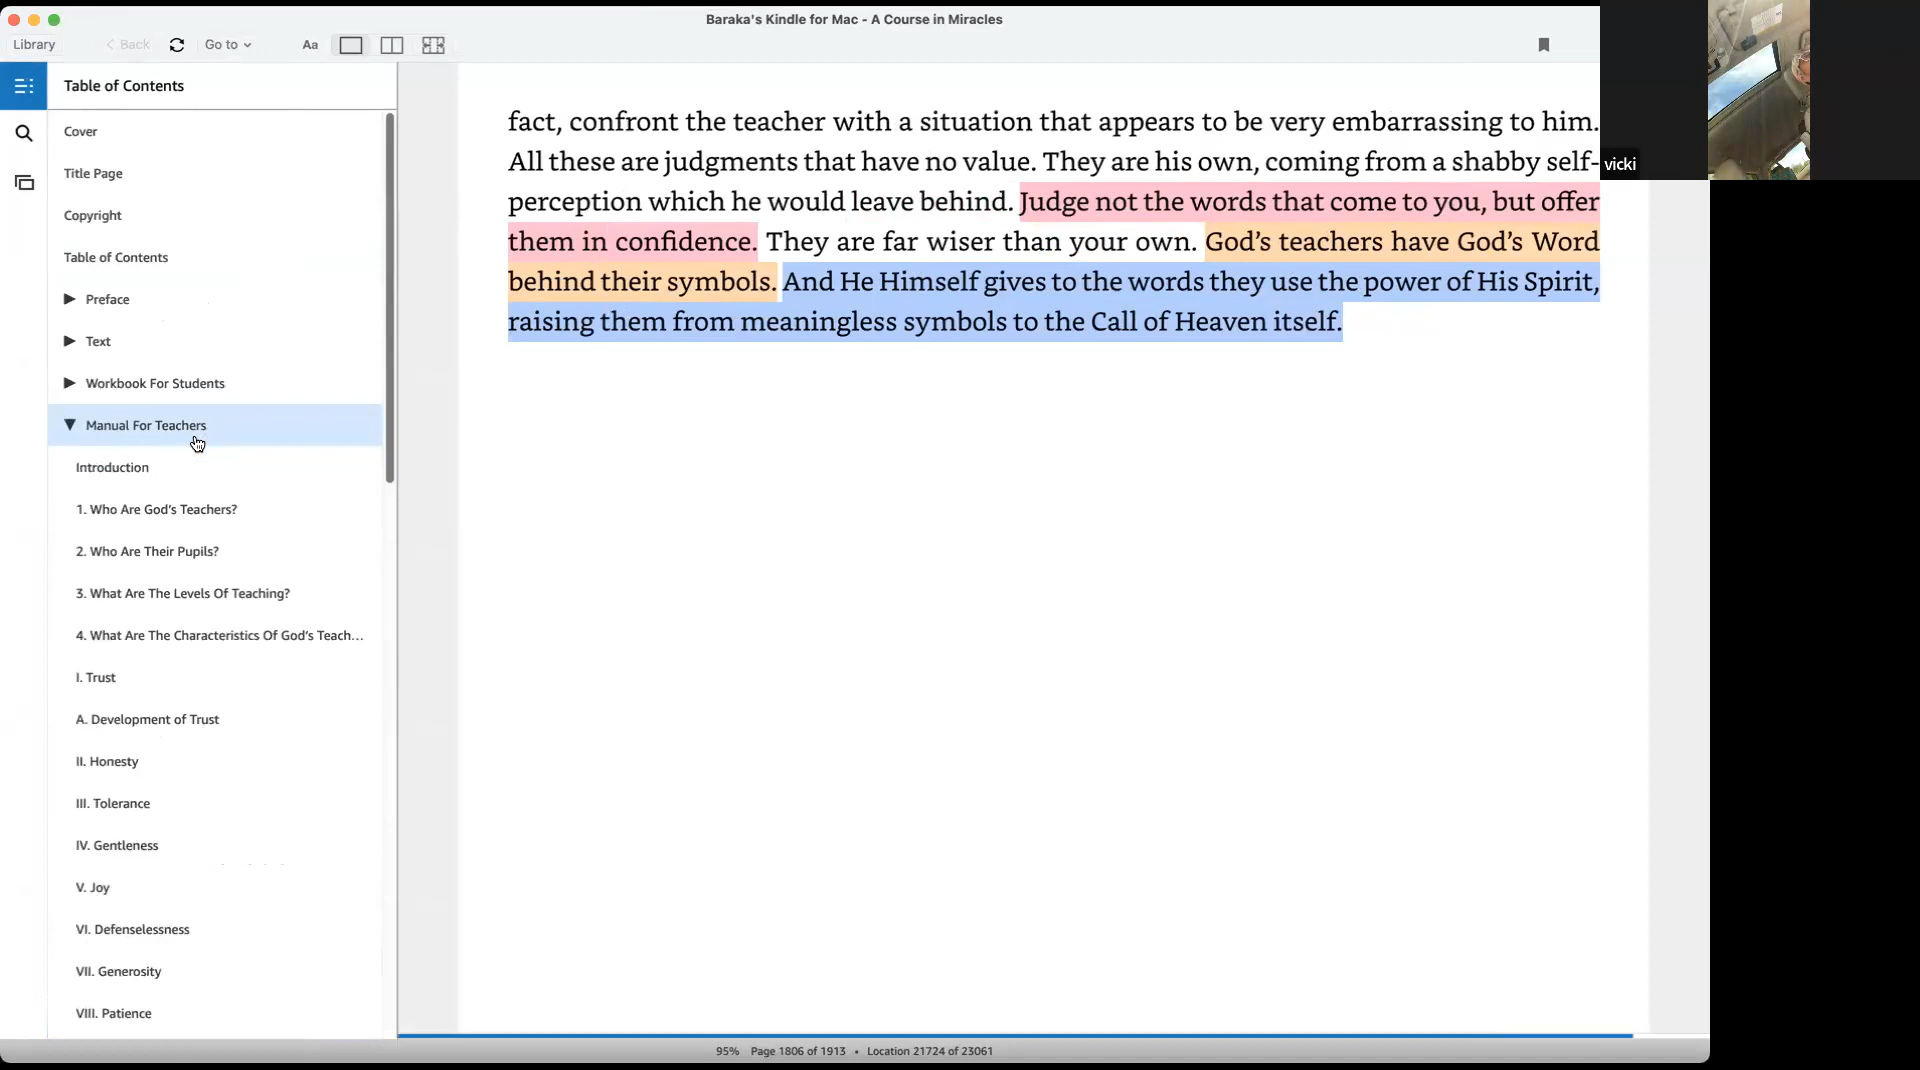 Baraka's Kindle for Mac - A Course in Miracles
Library
Back
Go to
Aa
Table of Contents
Cover
Title Page
Copyright
Table of Contents
Preface
Text
Workbook For Students
Manual For Teachers
Introduction
1. Who Are God's Teachers?
2. Who Are Their Pupils?
3. What Are The Levels Of Teaching?
4. What Are The Characteristics Of God's Teach...
I. Trust
A. Development of Trust
II. Honesty
III. Tolerance
IV. Gentleness
V. Joy
VI. Defenselessness
VII. Generosity
VIII. Patience
fact, confront the teacher with a situation that appears to be very embarrassing to him.
All these are judgments that have no value. They are his own, coming from a shabby self-
perception which he would leave behind. Judge not the words that come to you, but offer
them in confidence. They are far wiser than your own. God's teachers have God's Word
behind their symbols. And He Himself gives to the words they use the power of His Spirit,
raising them from meaningless symbols to the Call of Heaven itself.
95% Page 1806 of 1913 • Location 21724 of 23061
vicki